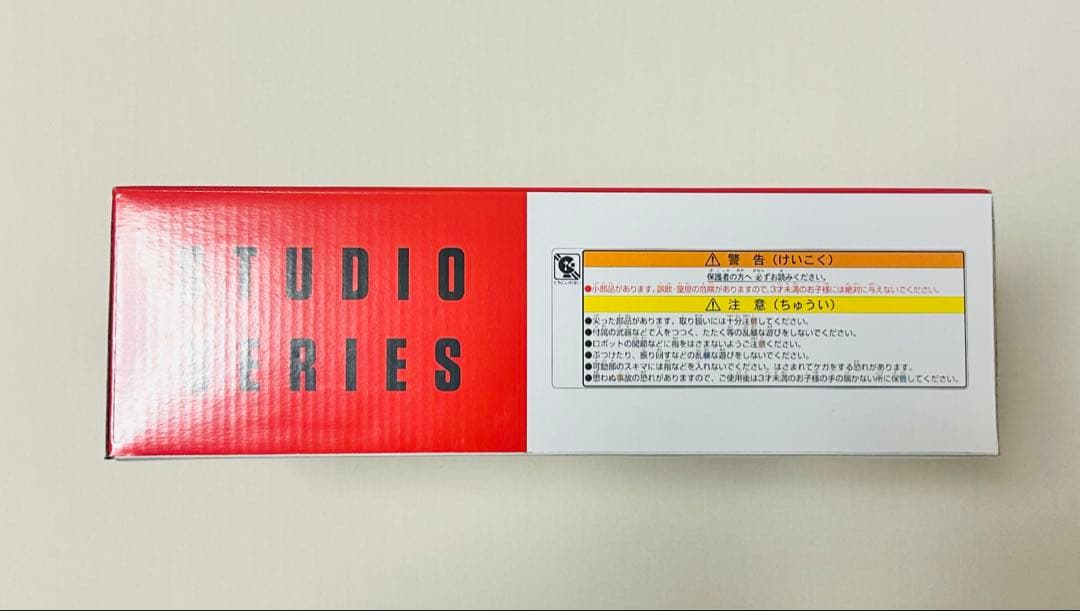 STUDIO
SERIES
警告（けいこく）
保護者の方へ 必ずお読みください。
●小部品があります。誤飲・窒息の危険がありますので、3才未満のお子様には絶対に与えないでください。
注意（ちゅうい）
●尖った部品があります。取り扱いには十分注意してください。
●付属の武器などで人をつつく、たたく等の乱暴な遊びをしないでください。
●ロボットの関節などに指をはさまないようご注意ください。
●ぶつけたり、振り回すなどの乱暴な遊びをしないでください。
●可動部のスキマには指などを入れないでください。はさまれてケガをする恐れがあります。
●思わぬ事故の恐れがありますので、ご使用後は3才未満のお子様の手の届かない所に保管してください。